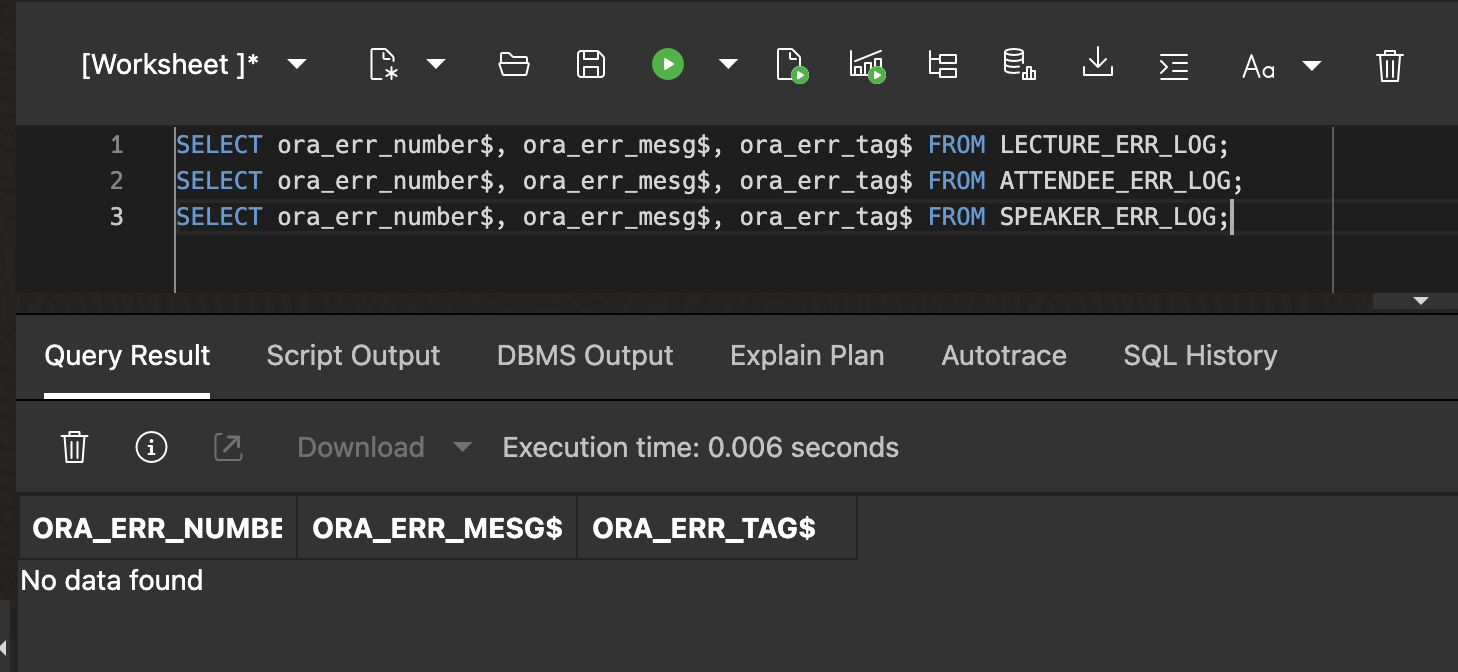 [Worksheet ]*
Aa
1 SELECT ora_err_number$, ora_err_mesg$, ora_err_tag$ FROM LECTURE_ERR_LOG;
2 SELECT ora_err_number$, ora_err_mesg$, ora_err_tag$ FROM ATTENDEE_ERR_LOG;
3 SELECT ora_err_number$, ora_err_mesg$, ora_err_tag$ FROM SPEAKER_ERR_LOG;
Query Result Script Output DBMS Output Explain Plan Autotrace SQL History
Download Execution time: 0.006 seconds
ORA_ERR_NUMBE ORA_ERR_MESG$ ORA_ERR_TAG$
No data found